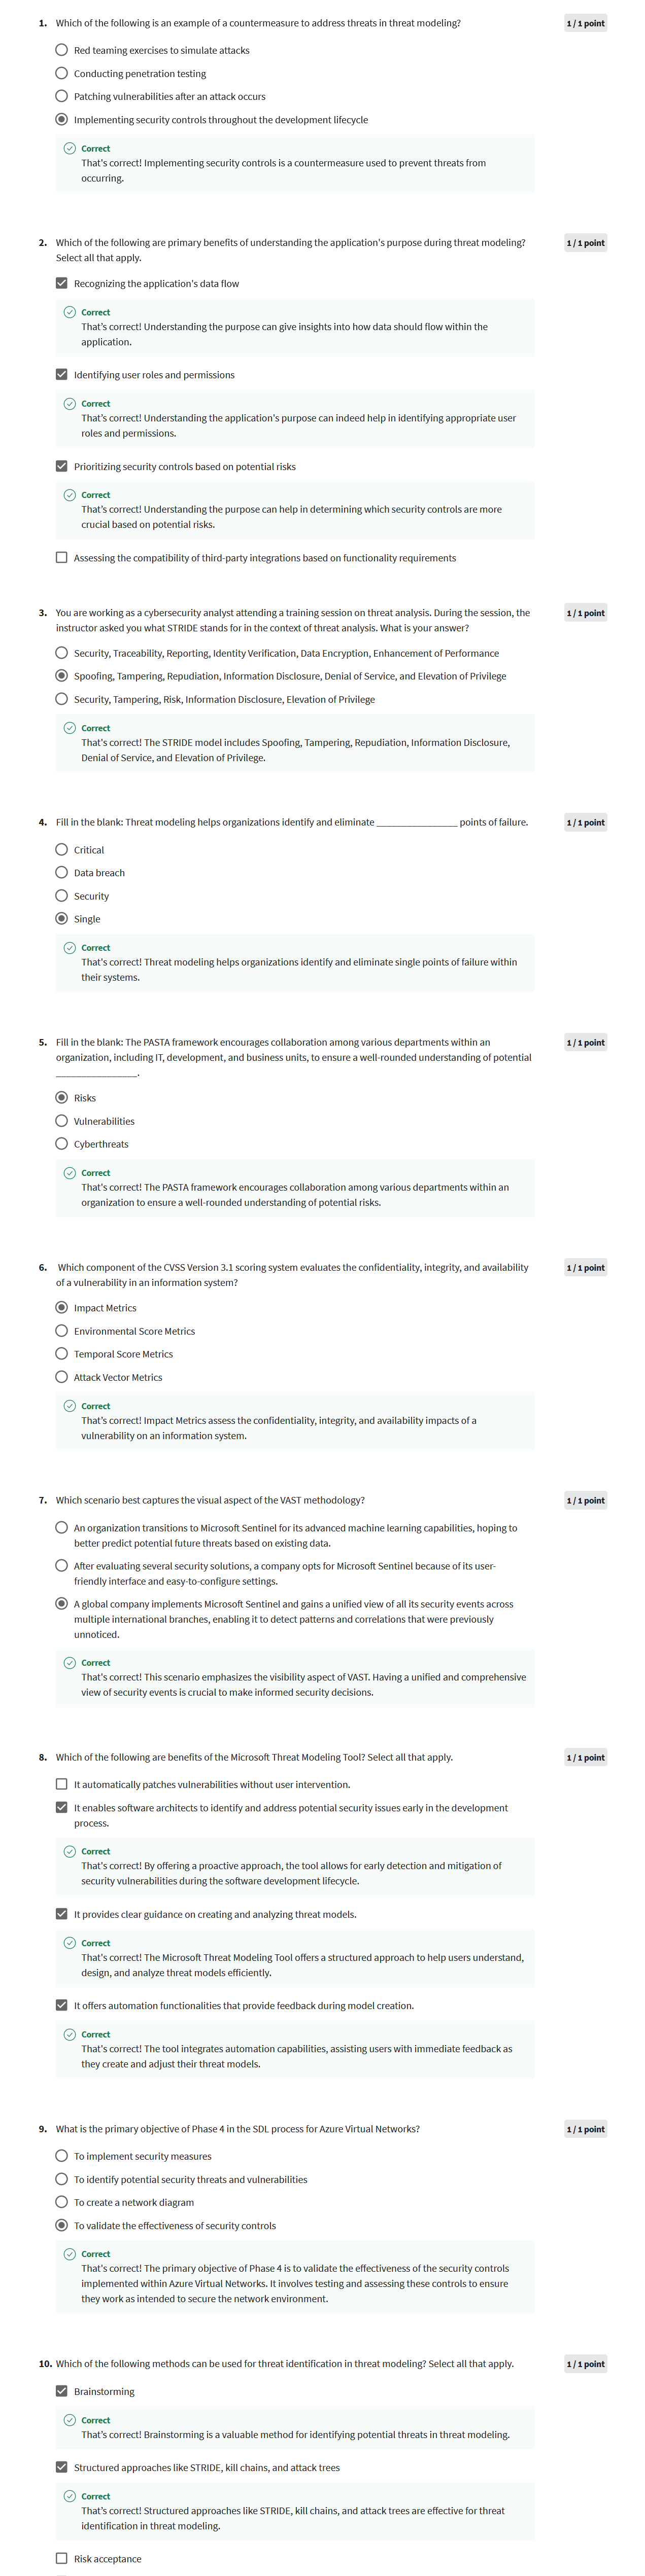 1. Which of the following is an example of a countermeasure to address threats in threat modeling?
1 / 1 point
Red teaming exercises to simulate attacks
Conducting penetration testing
Patching vulnerabilities after an attack occurs
Implementing security controls throughout the development lifecycle
Correct
That's correct! Implementing security controls is a countermeasure used to prevent threats from
occurring.
2. Which of the following are primary benefits of understanding the application's purpose during threat modeling?
Select all that apply.
1 / 1 point
Recognizing the application's data flow
Correct
That's correct! Understanding the purpose can give insights into how data should flow within the
application.
Identifying user roles and permissions
Correct
That's correct! Understanding the application's purpose can indeed help in identifying appropriate user
roles and permissions.
Prioritizing security controls based on potential risks
Correct
That's correct! Understanding the purpose can help in determining which security controls are more
crucial based on potential risks.
Assessing the compatibility of third-party integrations based on functionality requirements
3. You are working as a cybersecurity analyst attending a training session on threat analysis. During the session, the
instructor asked you what STRIDE stands for in the context of threat analysis. What is your answer?
1 / 1 point
Security, Traceability, Reporting, Identity Verification, Data Encryption, Enhancement of Performance
Spoofing, Tampering, Repudiation, Information Disclosure, Denial of Service, and Elevation of Privilege
Security, Tampering, Risk, Information Disclosure, Elevation of Privilege
Correct
That's correct! The STRIDE model includes Spoofing, Tampering, Repudiation, Information Disclosure,
Denial of Service, and Elevation of Privilege.
4. Fill in the blank: Threat modeling helps organizations identify and eliminate ________________ points of failure.
1 / 1 point
Critical
Data breach
Security
Single
Correct
That's correct! Threat modeling helps organizations identify and eliminate single points of failure within
their systems.
5. Fill in the blank: The PASTA framework encourages collaboration among various departments within an
organization, including IT, development, and business units, to ensure a well-rounded understanding of potential
________________.
1 / 1 point
Risks
Vulnerabilities
Cyberthreats
Correct
That's correct! The PASTA framework encourages collaboration among various departments within an
organization to ensure a well-rounded understanding of potential risks.
6. Which component of the CVSS Version 3.1 scoring system evaluates the confidentiality, integrity, and availability
of a vulnerability in an information system?
1 / 1 point
Impact Metrics
Environmental Score Metrics
Temporal Score Metrics
Attack Vector Metrics
Correct
That's correct! Impact Metrics assess the confidentiality, integrity, and availability impacts of a
vulnerability on an information system.
7. Which scenario best captures the visual aspect of the VAST methodology?
1 / 1 point
An organization transitions to Microsoft Sentinel for its advanced machine learning capabilities, hoping to
better predict potential future threats based on existing data.
After evaluating several security solutions, a company opts for Microsoft Sentinel because of its user-
friendly interface and easy-to-configure settings.
A global company implements Microsoft Sentinel and gains a unified view of all its security events across
multiple international branches, enabling it to detect patterns and correlations that were previously
unnoticed.
Correct
That's correct! This scenario emphasizes the visibility aspect of VAST. Having a unified and comprehensive
view of security events is crucial to make informed security decisions.
8. Which of the following are benefits of the Microsoft Threat Modeling Tool? Select all that apply.
1 / 1 point
It automatically patches vulnerabilities without user intervention.
It enables software architects to identify and address potential security issues early in the development
process.
Correct
That's correct! By offering a proactive approach, the tool allows for early detection and mitigation of
security vulnerabilities during the software development lifecycle.
It provides clear guidance on creating and analyzing threat models.
Correct
That's correct! The Microsoft Threat Modeling Tool offers a structured approach to help users understand,
design, and analyze threat models efficiently.
It offers automation functionalities that provide feedback during model creation.
Correct
That's correct! The tool integrates automation capabilities, assisting users with immediate feedback as
they create and adjust their threat models.
9. What is the primary objective of Phase 4 in the SDL process for Azure Virtual Networks?
1 / 1 point
To implement security measures
To identify potential security threats and vulnerabilities
To create a network diagram
To validate the effectiveness of security controls
Correct
That's correct! The primary objective of Phase 4 is to validate the effectiveness of the security controls
implemented within Azure Virtual Networks. It involves testing and assessing these controls to ensure
they work as intended to secure the network environment.
10. Which of the following methods can be used for threat identification in threat modeling? Select all that apply.
1 / 1 point
Brainstorming
Correct
That's correct! Brainstorming is a valuable method for identifying potential threats in threat modeling.
Structured approaches like STRIDE, kill chains, and attack trees
Correct
That's correct! Structured approaches like STRIDE, kill chains, and attack trees are effective for threat
identification in threat modeling.
Risk acceptance